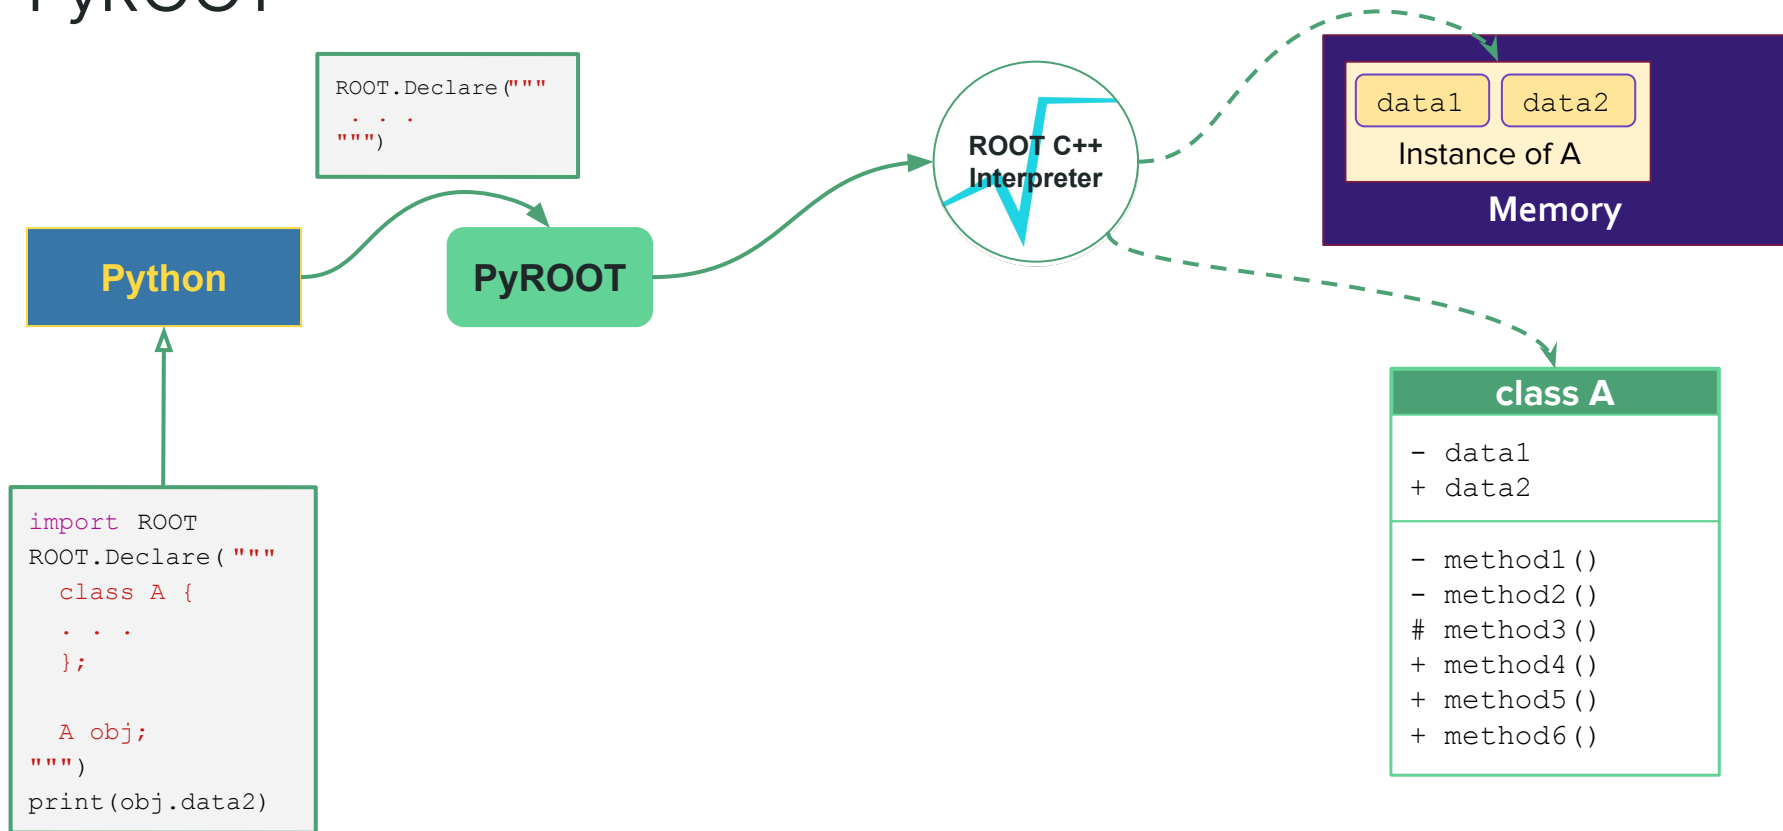 PyROOT
ROOT.Declare("""
. . .
""")
ROOT C++
Interpreter
data1 data2
Instance of A
Memory
Python
PyROOT
class A
- data1
+ data2
- method1()
- method2()
# method3()
+ method4()
+ method5()
+ method6()
import ROOT
ROOT.Declare("""
class A {
. . .
};
A obj;
""")
print(obj.data2)